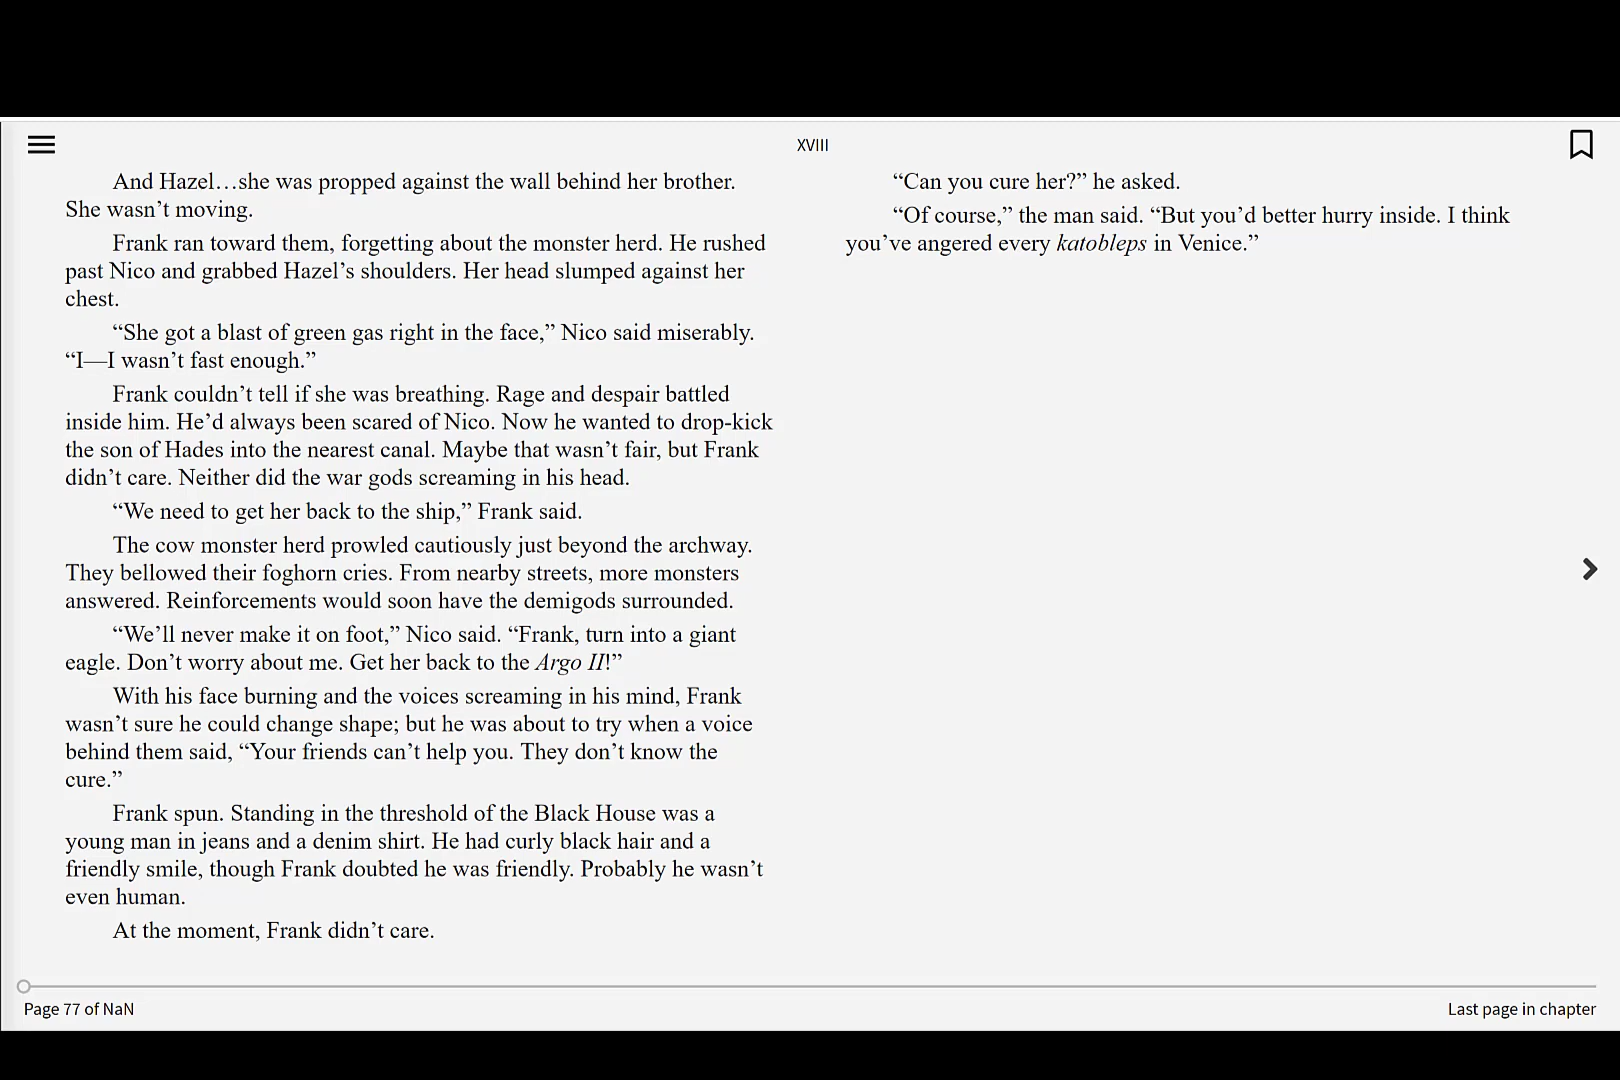 XVIII
And Hazel…she was propped against the wall behind her brother.
She wasn’t moving.
Frank ran toward them, forgetting about the monster herd. He rushed
past Nico and grabbed Hazel’s shoulders. Her head slumped against her
chest.
“She got a blast of green gas right in the face,” Nico said miserably.
“I—I wasn’t fast enough.”
Frank couldn’t tell if she was breathing. Rage and despair battled
inside him. He’d always been scared of Nico. Now he wanted to drop-kick
the son of Hades into the nearest canal. Maybe that wasn’t fair, but Frank
didn’t care. Neither did the war gods screaming in his head.
“We need to get her back to the ship,” Frank said.
The cow monster herd prowled cautiously just beyond the archway.
They bellowed their foghorn cries. From nearby streets, more monsters
answered. Reinforcements would soon have the demigods surrounded.
“We’ll never make it on foot,” Nico said. “Frank, turn into a giant
eagle. Don’t worry about me. Get her back to the Argo II!”
With his face burning and the voices screaming in his mind, Frank
wasn’t sure he could change shape; but he was about to try when a voice
behind them said, “Your friends can’t help you. They don’t know the
cure.”
Frank spun. Standing in the threshold of the Black House was a
young man in jeans and a denim shirt. He had curly black hair and a
friendly smile, though Frank doubted he was friendly. Probably he wasn’t
even human.
At the moment, Frank didn’t care.
“Can you cure her?” he asked.
“Of course,” the man said. “But you’d better hurry inside. I think
you’ve angered every katobleps in Venice.”
Page 77 of NaN
Last page in chapter